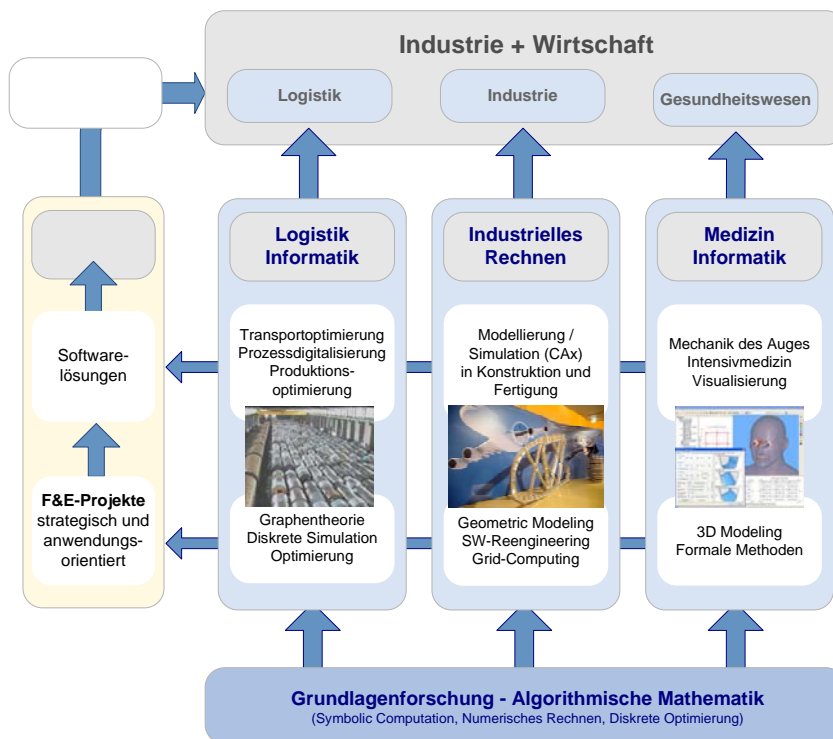 Industrie + Wirtschaft
Logistik
Industrie
Gesundheitswesen
Logistik
Informatik
Industrielles
Rechnen
Medizin
Informatik
Software-
lösungen
Transportoptimierung
Prozessdigitalisierung
Produktions-
optimierung
Modellierung /
Simulation (CAx)
in Konstruktion und
Fertigung
Mechanik des Auges
Intensivmedizin
Visualisierung
F&E-Projekte
strategisch und
anwendungs-
orientiert
Graphentheorie
Diskrete Simulation
Optimierung
Geometric Modeling
SW-Reengineering
Grid-Computing
3D Modeling
Formale Methoden
Grundlagenforschung - Algorithmische Mathematik
(Symbolic Computation, Numerisches Rechnen, Diskrete Optimierung)